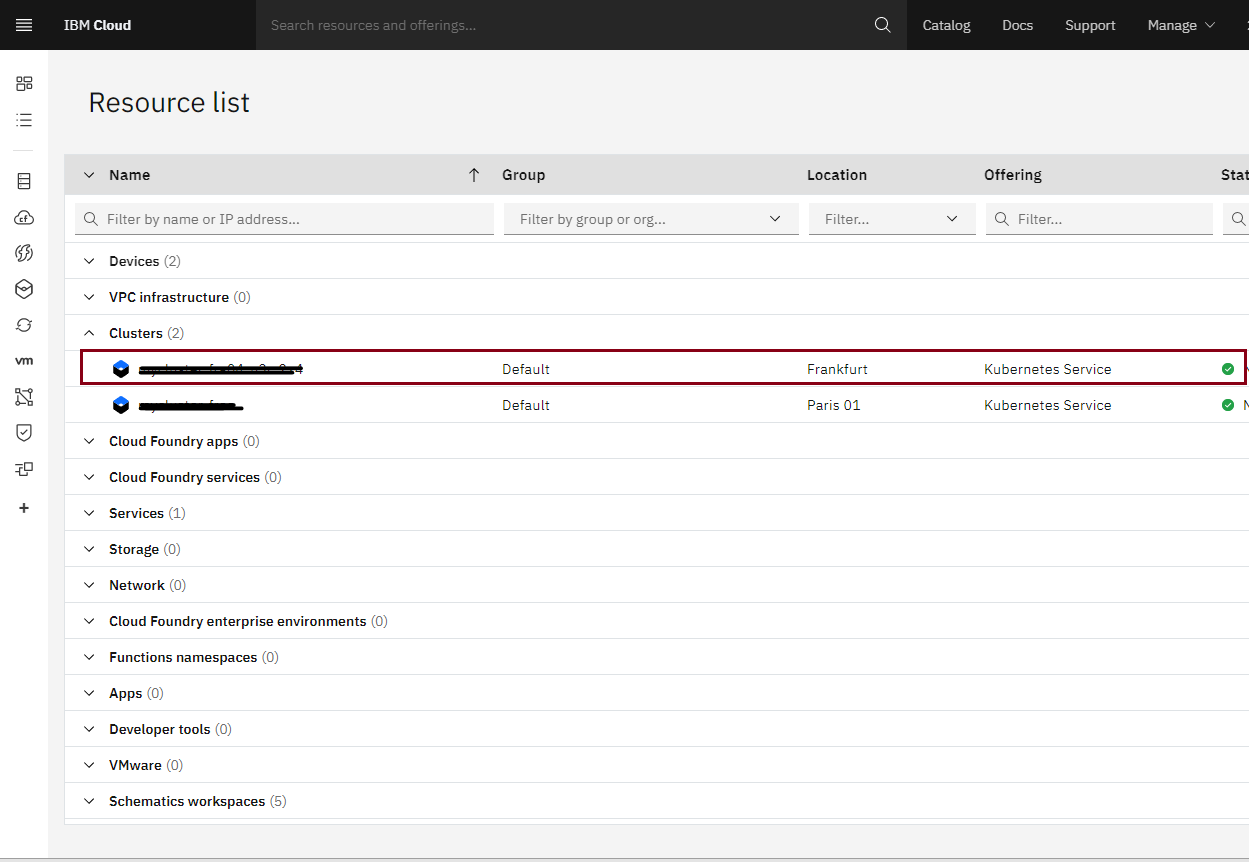 IBM Cloud Search resources and offerings... Catalog Docs Support Manage
Resource list
Name Group Location Offering
Filter by name or IP address... Filter by group or org... Filter... Filter...
Devices (2)
VPC infrastructure (0)
Clusters (2)
Default Frankfurt Kubernetes Service
Default Paris 01 Kubernetes Service
cf
Cloud Foundry apps (0)
vm
Cloud Foundry services (0)
Services (1)
Storage (0)
Network (0)
Cloud Foundry enterprise environments (0)
Functions namespaces (0)
Apps (0)
Developer tools (0)
VMware (0)
Schematics workspaces (5)